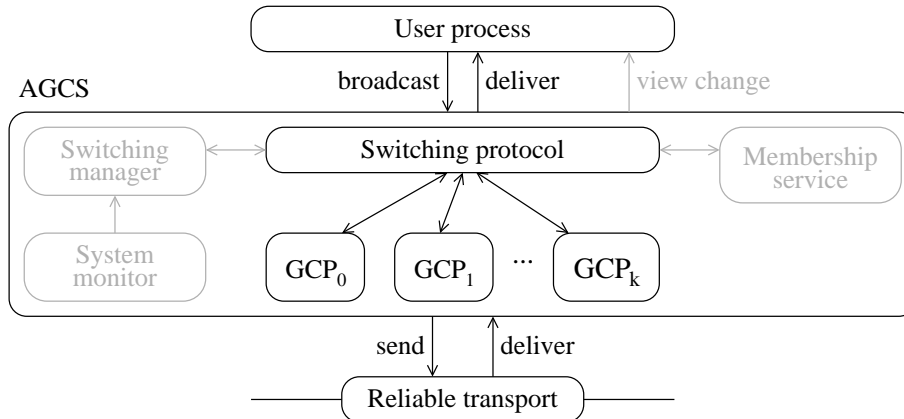 User process
broadcast
deliver
view change
AGCS
Switching
manager
Switching protocol
Membership
service
System
monitor
GCP0
GCP1
...
GCPk
send
deliver
Reliable transport